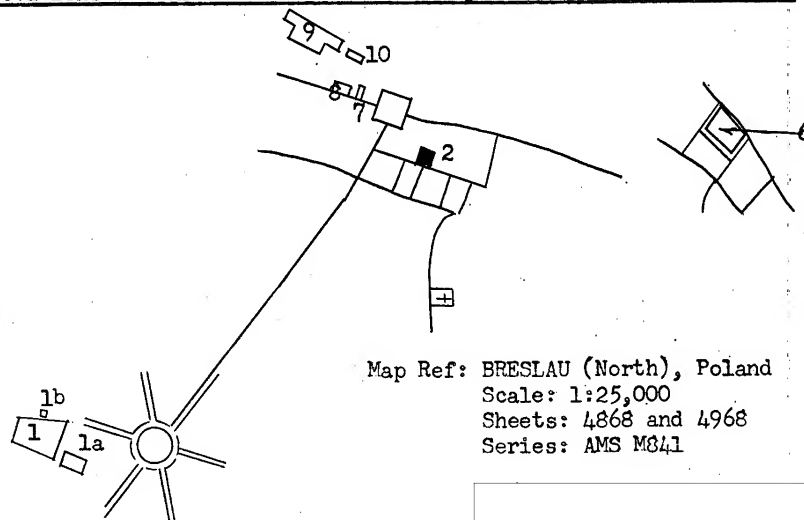 9
10
8
7
2
6
1b
1
1a
Map Ref: BRESLAU (North), Poland
Scale: 1:25,000
Sheets: 4868 and 4968
Series: AMS M841